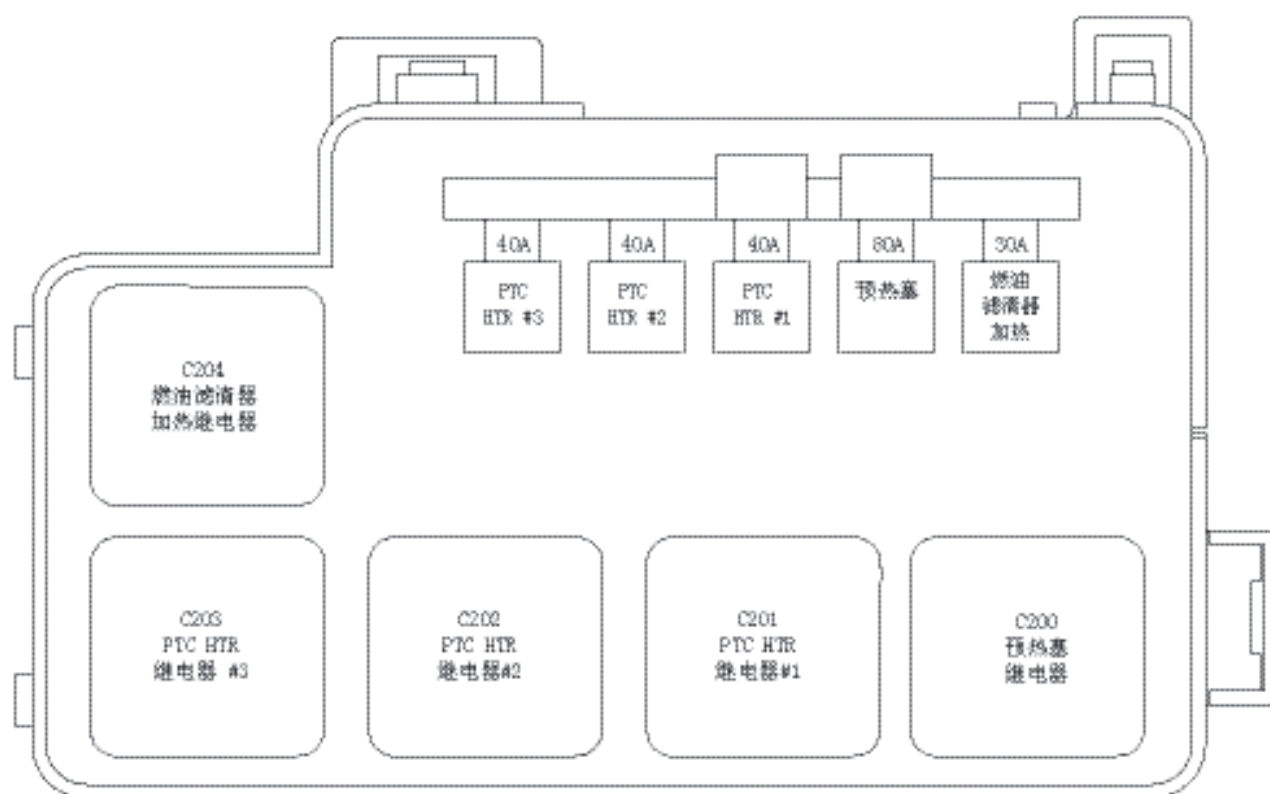 40A 40A 40A 80A 30A
PTC
HTR #3
PTC
HTR #2
PTC
HTR #1
预热塞
燃油
滤清器
加热
C204
燃油滤清器
加热继电器
C203
PTC HTR
继电器 #3
C202
PTC HTR
继电器#2
C201
PTC HTR
继电器#1
C200
预热塞
继电器